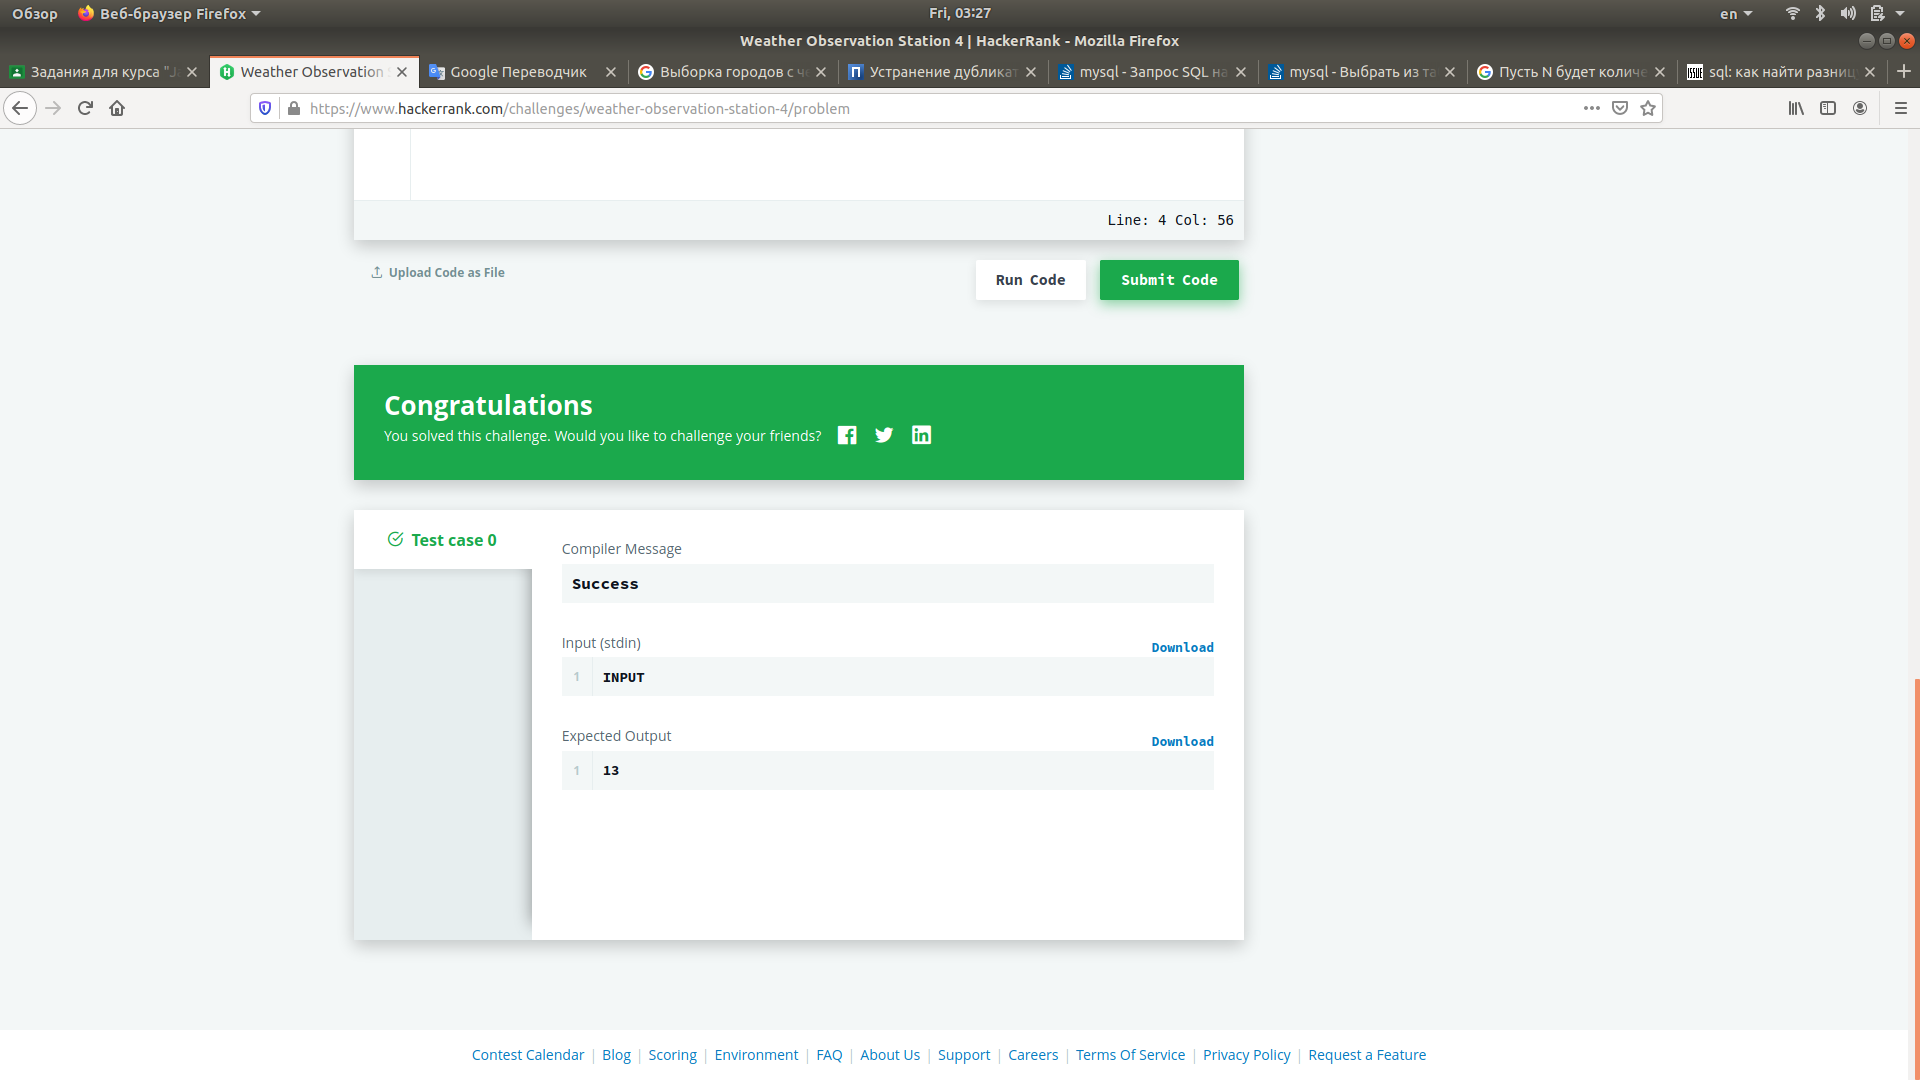 Обзор
Веб-браузер Firefox
Fri, 03:27
en
Weather Observation Station 4 | HackerRank - Mozilla Firefox
Задания для курса "J
Weather Observation
Google Переводчик
Выборка городов с ч
Устранение дубликат
mysql - Запрос SQL на
mysql - Выбрать из та
Пусть N будет количе
sql: как найти разниц
https://www.hackerrank.com/challenges/weather-observation-station-4/problem
Line: 4 Col: 56
Upload Code as File
Run Code
Submit Code
Congratulations
You solved this challenge. Would you like to challenge your friends?
Test case 0
Compiler Message
Success
Input (stdin)
Download
1
INPUT
Expected Output
Download
1
13
Contest Calendar | Blog | Scoring | Environment | FAQ | About Us | Support | Careers | Terms Of Service | Privacy Policy | Request a Feature